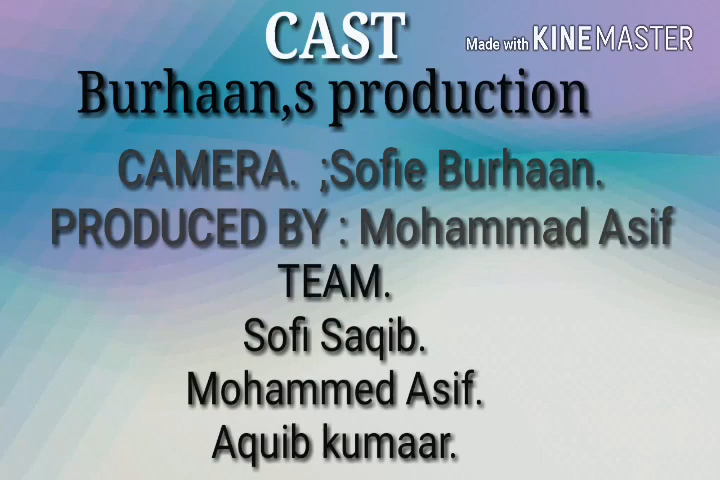 CAST
Made with KINEMASTER
Burhaan,s production
CAMERA. ;Sofie Burhaan.
PRODUCED BY : Mohammad Asif
TEAM.
Sofi Saqib.
Mohammed Asif.
Aquib kumaar.